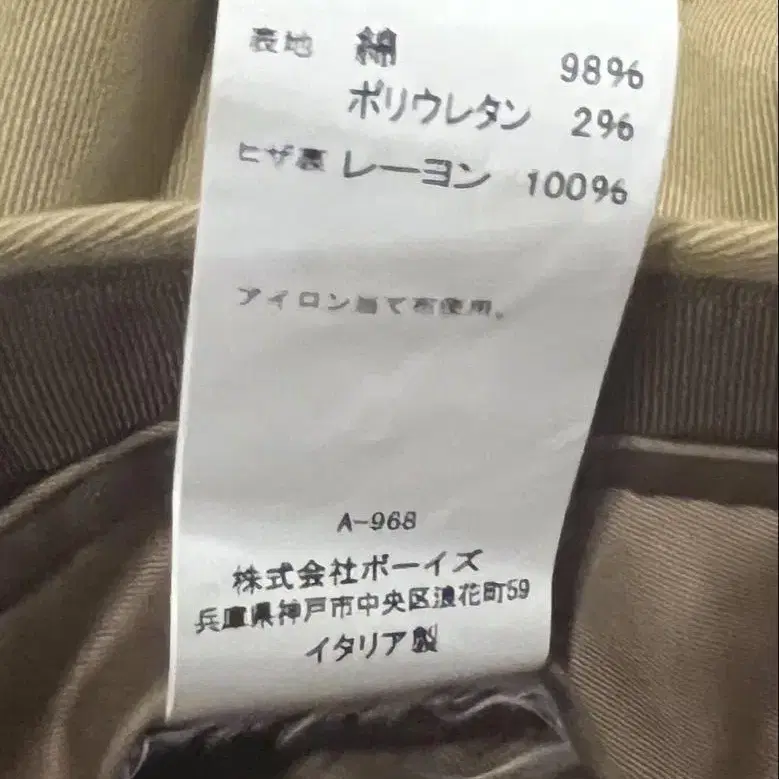 表地 綿 98%
ポリウレタン 2%
ヒザ裏 レーヨン 100%
アイロン当て布使用。
A-968
株式会社ボーイズ
兵庫県神戸市中央区浪花町59
イタリア製